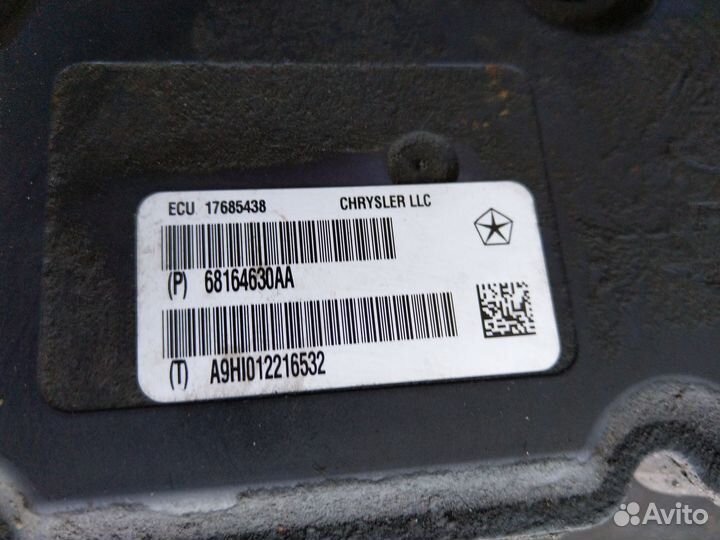 ECU 17685438 CHRYSLER LLC
(P) 68164630AA
(T) A9HI012216532
Avito